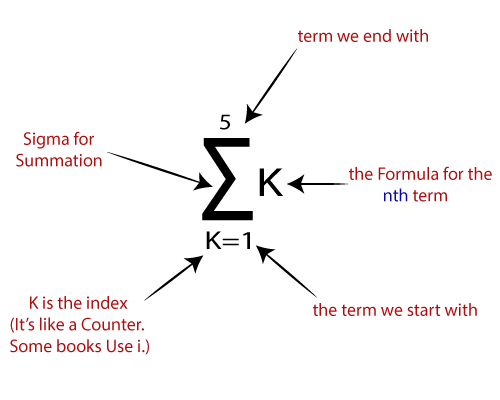 term we end with
5
Sigma for
Summation
∑ K
the Formula for the
nth term
K=1
K is the index
(It's like a Counter.
Some books Use i.)
the term we start with